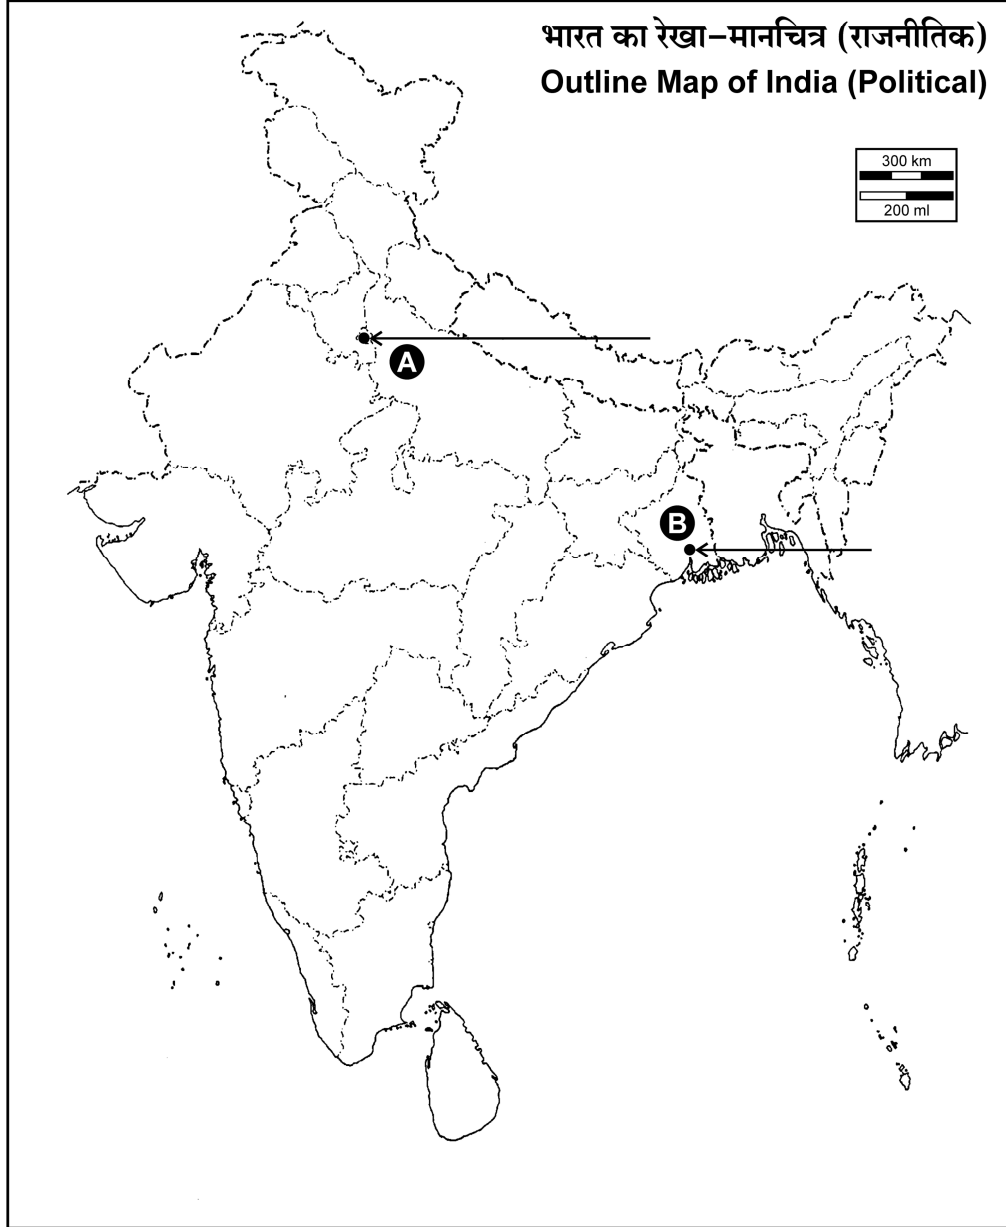 भारत का रेखा–मानचित्र (राजनीतिक)
Outline Map of India (Political)
300 km
200 ml
A
B